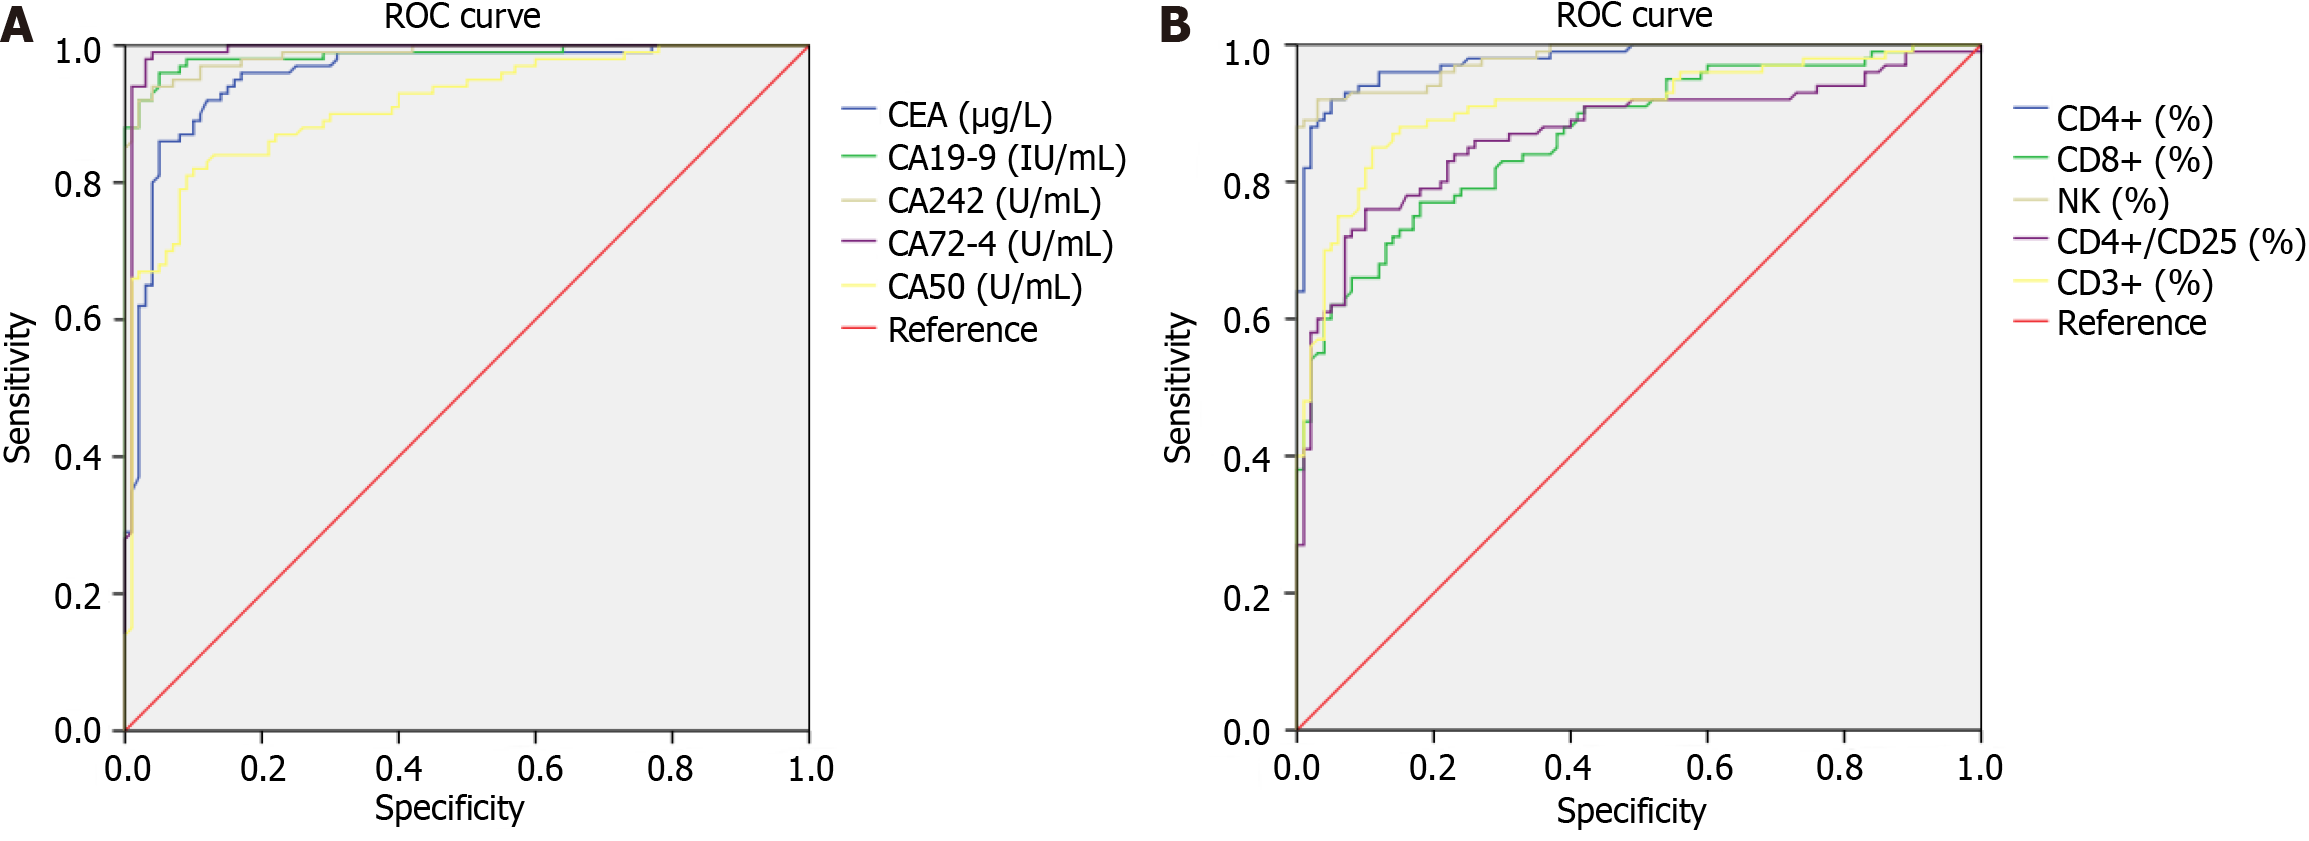 A
ROC curve
1.0
0.8
0.6
0.4
0.2
0.0
Sensitivity
0.0 0.2 0.4 0.6 0.8 1.0
Specificity
CEA (µg/L)
CA19-9 (IU/mL)
CA242 (U/mL)
CA72-4 (U/mL)
CA50 (U/mL)
Reference
B
ROC curve
1.0
0.8
0.6
0.4
0.2
0.0
Sensitivity
0.0 0.2 0.4 0.6 0.8 1.0
Specificity
CD4+ (%)
CD8+ (%)
NK (%)
CD4+/CD25 (%)
CD3+ (%)
Reference